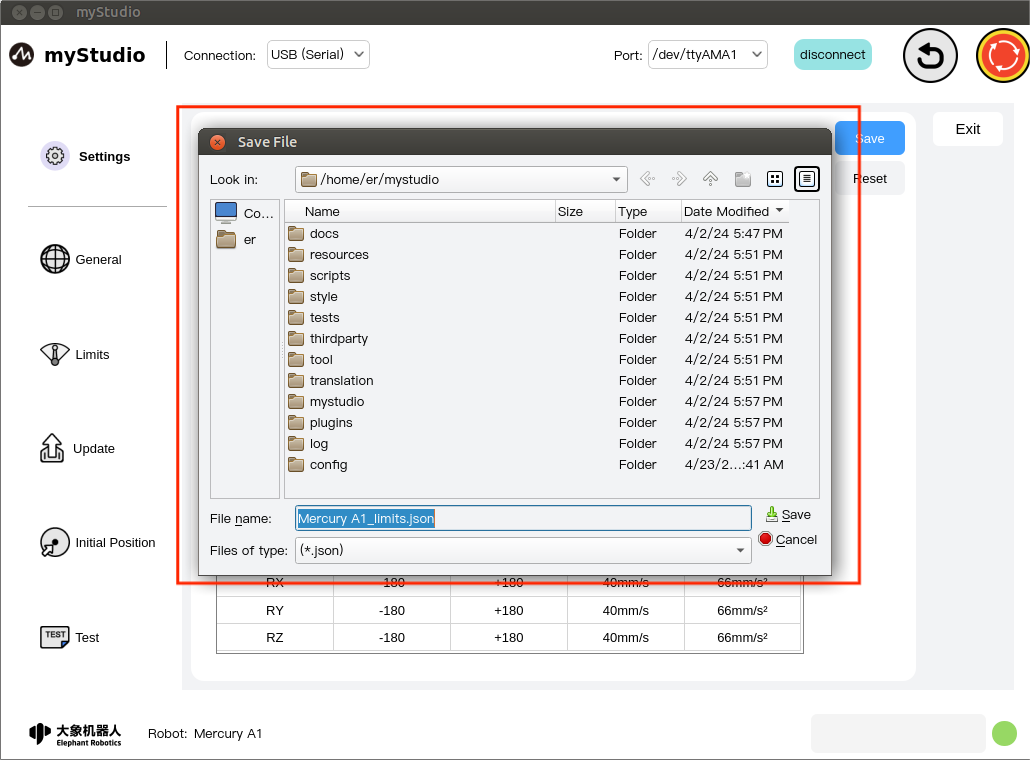 myStudio
myStudio
Connection:
USB (Serial)
Port:
/dev/ttyAMA1
disconnect
Settings
General
Limits
Update
Initial Position
TEST
Test
Save
Reset
Exit
Save File
Look in:
/home/er/mystudio
Co...
er
Name Size Type Date Modified
docs Folder 4/2/24 5:47 PM
resources Folder 4/2/24 5:51 PM
scripts Folder 4/2/24 5:51 PM
style Folder 4/2/24 5:51 PM
tests Folder 4/2/24 5:51 PM
thirdparty Folder 4/2/24 5:51 PM
tool Folder 4/2/24 5:51 PM
translation Folder 4/2/24 5:51 PM
mystudio Folder 4/2/24 5:57 PM
plugins Folder 4/2/24 5:57 PM
log Folder 4/2/24 5:57 PM
config Folder 4/23/2...:41 AM
File name:
Mercury A1_limits.json
Save
Files of type:
(*.json)
Cancel
RX -180 +180 40mm/s 66mm/s²
RY -180 +180 40mm/s 66mm/s²
RZ -180 +180 40mm/s 66mm/s²
大象机器人
Elephant Robotics
Robot: Mercury A1